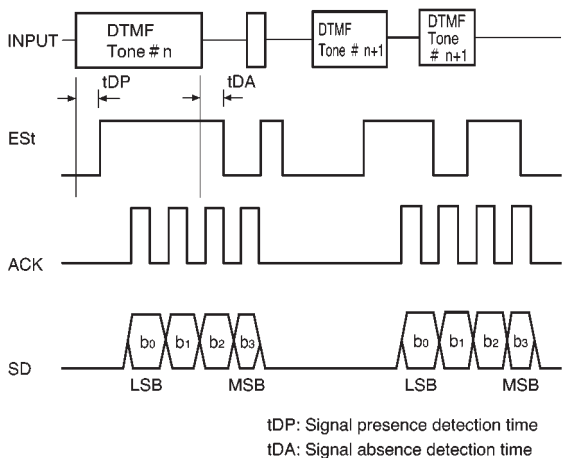 INPUT
DTMF
Tone # n
DTMF
Tone # n+1
DTMF
Tone
# n+1
tDP
tDA
ESt
ACK
SD
b0 b1 b2 b3 b0 b1 b2 b3
LSB MSB LSB MSB
tDP: Signal presence detection time
tDA: Signal absence detection time